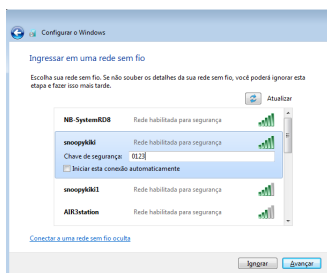 Configurar o Windows
Ingressar em uma rede sem fio
Escolha sua rede sem fio. Se não souber os detalhes da sua rede sem fio, você poderá ignorar esta
etapa e fazer isso mais tarde.
Atualizar
NB-SystemRD8 Rede habilitada para segurança
snoopykiki Rede habilitada para segurança
Chave de segurança: 0123
Iniciar esta conexão automaticamente
snoopykiki1 Rede habilitada para segurança
AIR3station Rede habilitada para segurança
Conectar a uma rede sem fio oculta
Ignorar Avançar